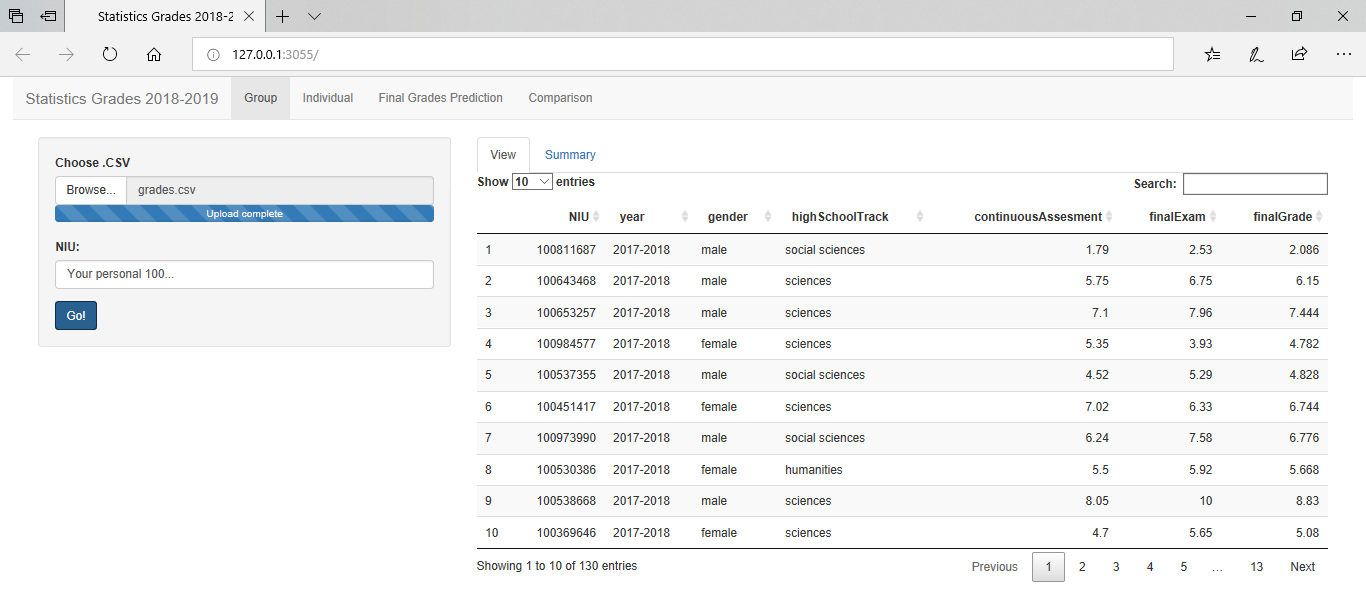 Statistics Grades 2018-2
127.0.0.1:3055/
Statistics Grades 2018-2019 Group Individual Final Grades Prediction Comparison
Choose .CSV
Browse... grades.csv
Upload complete
NIU:
Your personal 100...
Go!
View Summary
Show 10 entries Search:
NIU year gender highSchoolTrack continuousAssesment finalExam finalGrade
1 100811687 2017-2018 male social sciences 1.79 2.53 2.086
2 100643468 2017-2018 male sciences 5.75 6.75 6.15
3 100653257 2017-2018 male sciences 7.1 7.96 7.444
4 100984577 2017-2018 female sciences 5.35 3.93 4.782
5 100537355 2017-2018 male social sciences 4.52 5.29 4.828
6 100451417 2017-2018 female sciences 7.02 6.33 6.744
7 100973990 2017-2018 male social sciences 6.24 7.58 6.776
8 100530386 2017-2018 female humanities 5.5 5.92 5.668
9 100538668 2017-2018 male sciences 8.05 10 8.83
10 100369646 2017-2018 female sciences 4.7 5.65 5.08
Showing 1 to 10 of 130 entries Previous 1 2 3 4 5 ... 13 Next